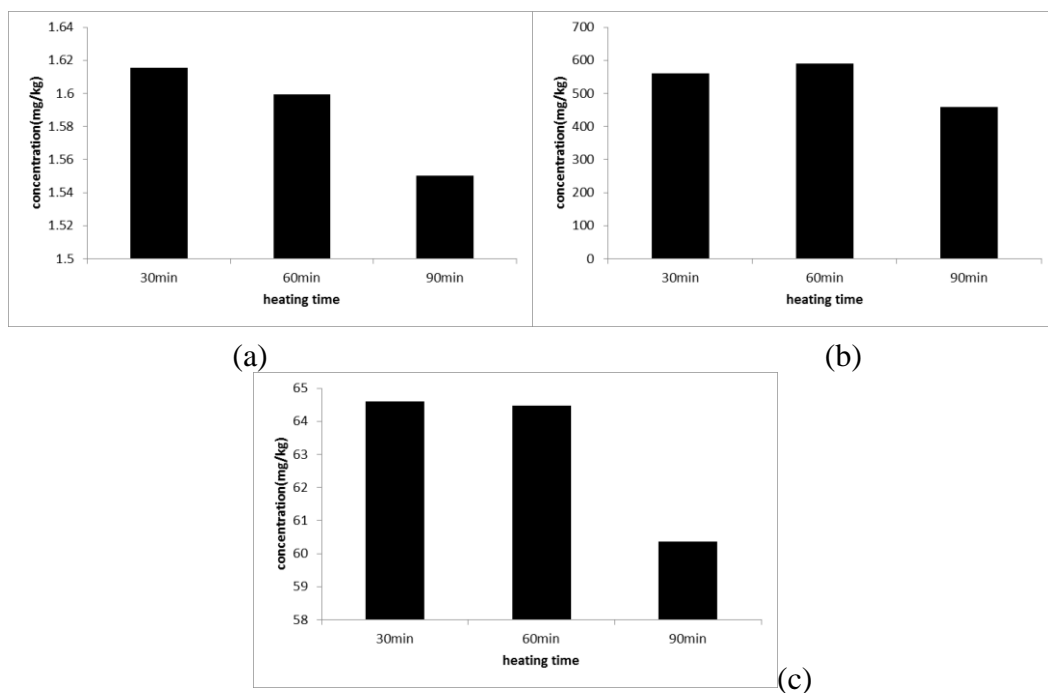 concentration(mg/kg)
1.64
1.62
1.6
1.58
1.56
1.54
1.52
1.5
30min 60min 90min
heating time
concentration(mg/kg)
700
600
500
400
300
200
100
0
30min 60min 90min
heating time
(a) (b)
concentration(mg/kg)
65
64
63
62
61
60
59
58
30min 60min 90min
heating time
(c)